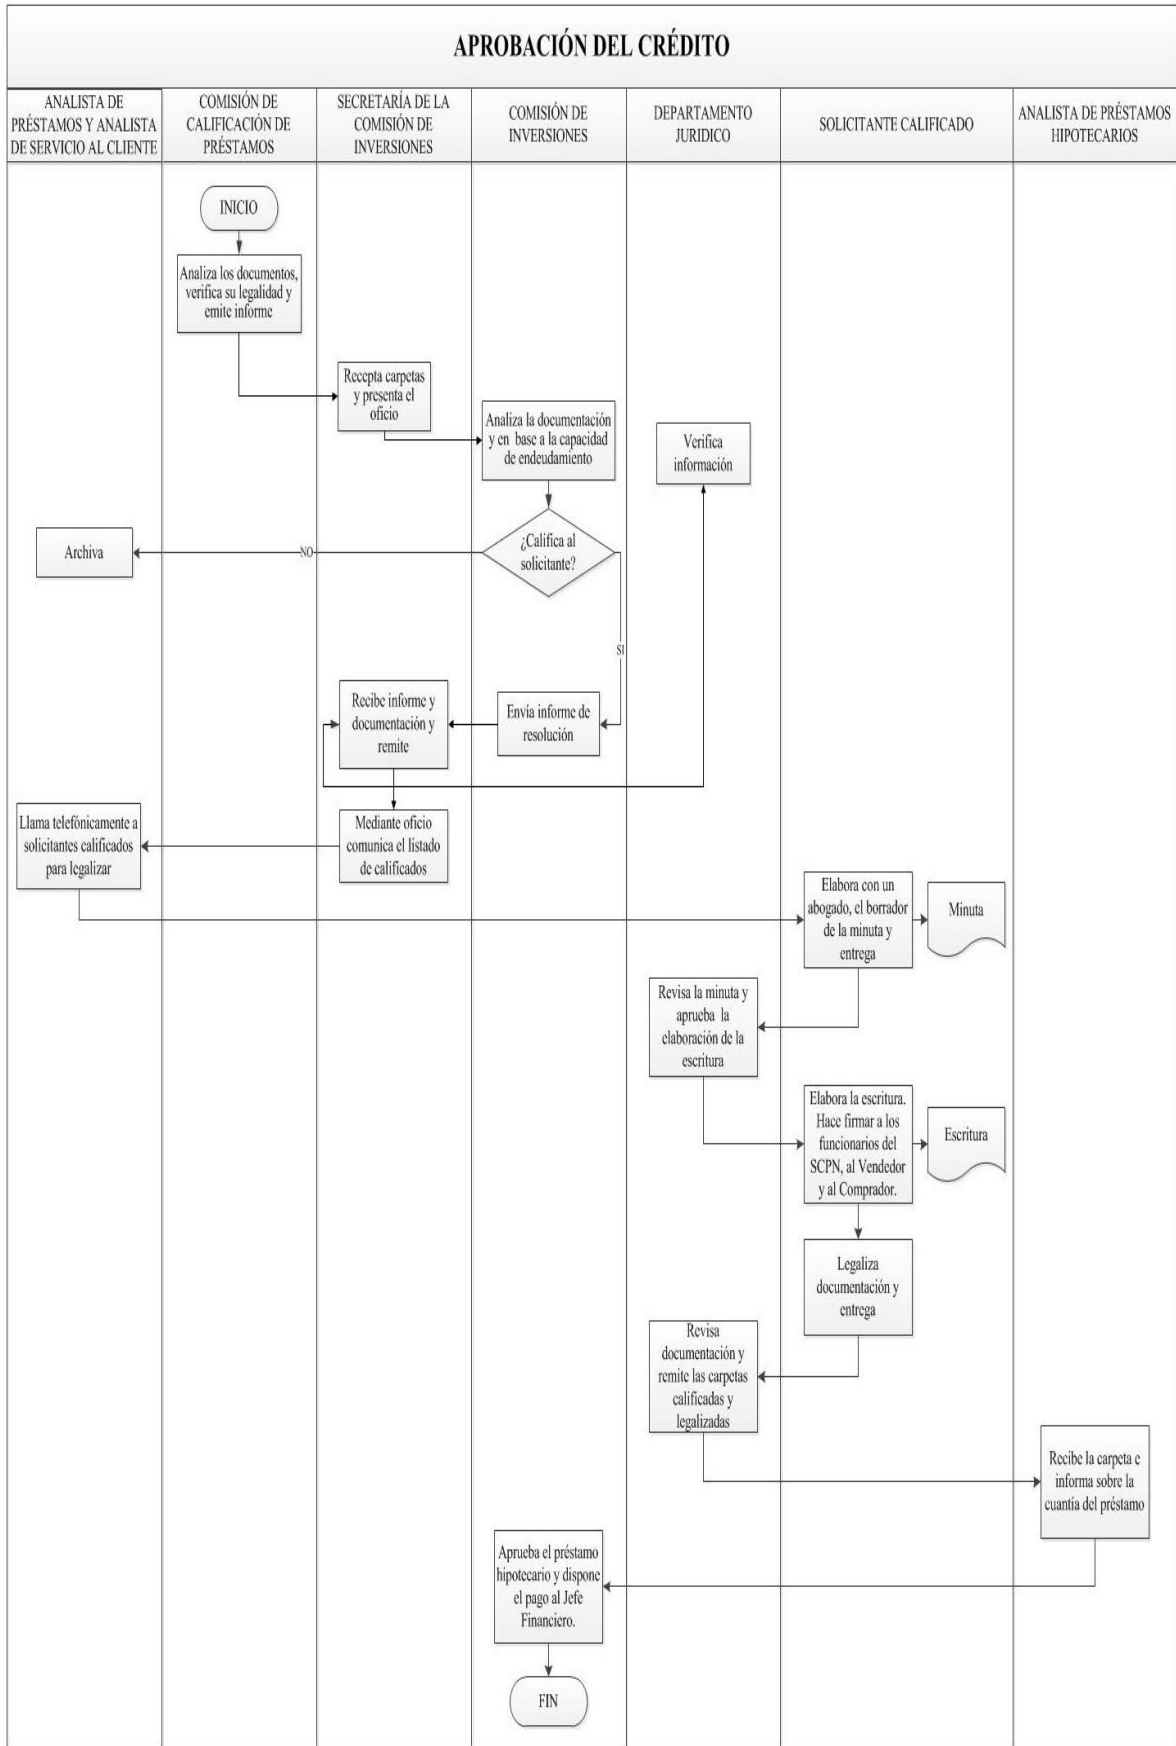 APROBACIÓN DEL CRÉDITO
ANALISTA DE
PRÉSTAMOS Y ANALISTA
DE SERVICIO AL CLIENTE
COMISIÓN DE
CALIFICACIÓN DE
PRÉSTAMOS
SECRETARÍA DE LA
COMISIÓN DE
INVERSIONES
COMISIÓN DE
INVERSIONES
DEPARTAMENTO
JURIDICO
SOLICITANTE CALIFICADO
ANALISTA DE PRÉSTAMOS
HIPOTECARIOS
INICIO
Analiza los documentos,
verifica su legalidad y
emite informe
Recepta carpetas
y presenta el
oficio
Analiza la documentación
y en base a la capacidad
de endeudamiento
Verifica
información
¿Califica al
solicitante?
NO
Archiva
SI
Envía informe de
resolución
Recibe informe y
documentación y
remite
Mediante oficio
comunica el listado
de calificados
Llama telefónicamente a
solicitantes calificados
para legalizar
Elabora con un
abogado, el borrador
de la minuta y
entrega
Minuta
Revisa la minuta y
aprueba la
elaboración de la
escritura
Elabora la escritura.
Hace firmar a los
funcionarios del
SCPN, al Vendedor
y al Comprador.
Escritura
Legaliza
documentación y
entrega
Revisa
documentación y
remite las carpetas
calificadas y
legalizadas
Recibe la carpeta e
informa sobre la
cuantía del préstamo
Aprueba el préstamo
hipotecario y dispone
el pago al Jefe
Financiero.
FIN